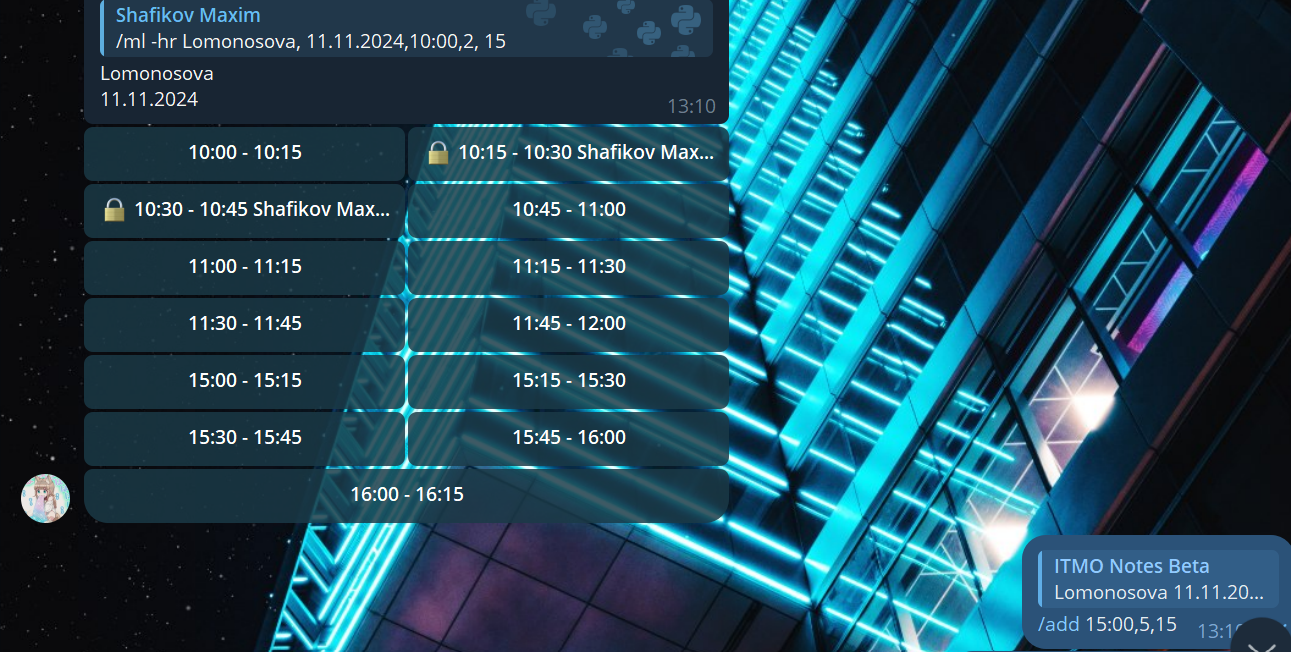 Shafikov Maxim
/ml -hr Lomonosova, 11.11.2024,10:00,2, 15
Lomonosova
11.11.2024
13:10
10:00 - 10:15
10:15 - 10:30 Shafikov Max...
10:30 - 10:45 Shafikov Max...
10:45 - 11:00
11:00 - 11:15
11:15 - 11:30
11:30 - 11:45
11:45 - 12:00
15:00 - 15:15
15:15 - 15:30
15:30 - 15:45
15:45 - 16:00
16:00 - 16:15
ITMO Notes Beta
Lomonosova 11.11.20...
/add 15:00,5,15